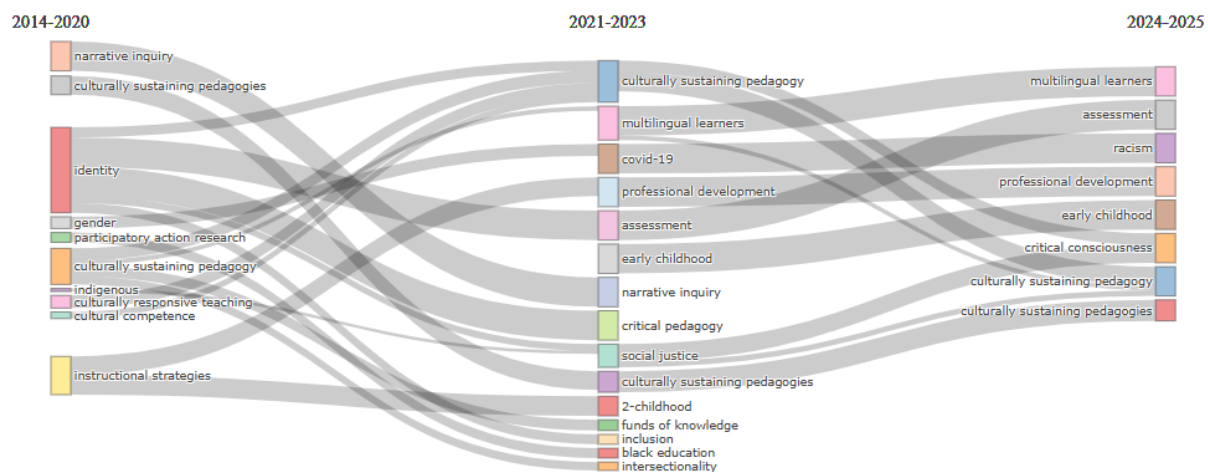 2014-2020
2021-2023
2024-2025
narrative inquiry
culturally sustaining pedagogies
identity
gender
participatory action research
culturally sustaining pedagogy
indigenous
culturally responsive teaching
cultural competence
instructional strategies
culturally sustaining pedagogy
multilingual learners
covid-19
professional development
assessment
early childhood
narrative inquiry
critical pedagogy
social justice
culturally sustaining pedagogies
2-childhood
funds of knowledge
inclusion
black education
intersectionality
multilingual learners
assessment
racism
professional development
early childhood
critical consciousness
culturally sustaining pedagogy
culturally sustaining pedagogies